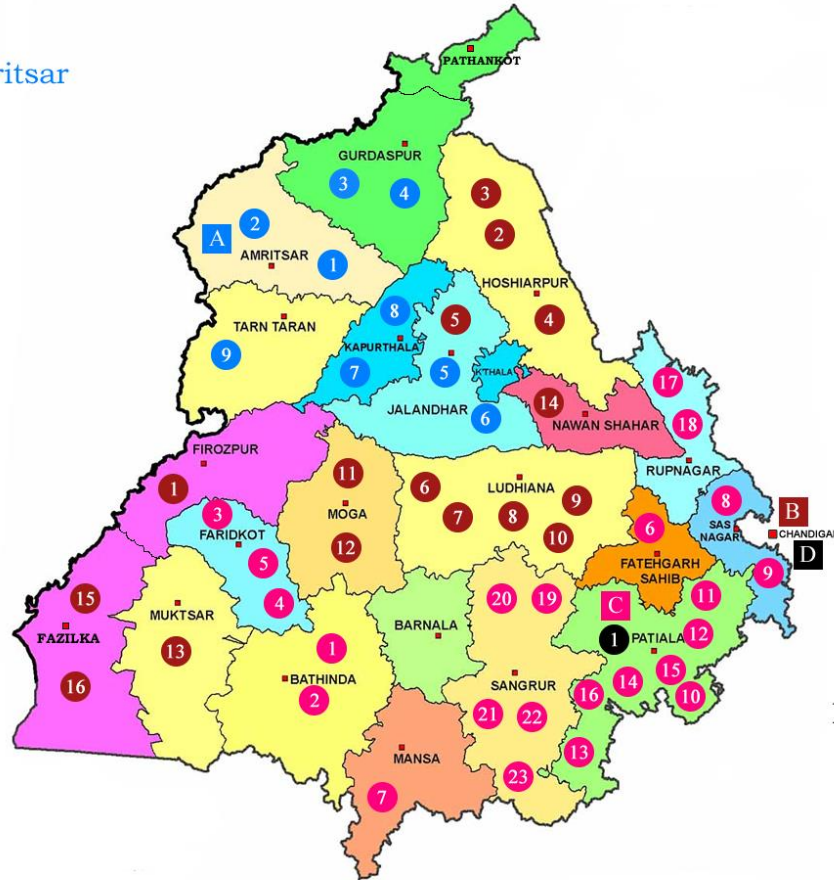 PATHANKOT
ritsar
GURDASPUR
3
4
3
2
A
2
AMRITSAR
1
HOSHIARPUR
4
8
5
TARN TARAN
KAPURTHALA
9
7
5
K'THALA
17
JALANDHAR
6
14
NAWAN SHAHAR
18
FIROZPUR
RUPNAGAR
1
11
MOGA
12
6
LUDHIANA
7
8
9
10
3
FARIDKOT
5
4
8
SAS
NAGAR
B
CHANDIGAR
D
6
FATEHGARH
SAHIB
9
15
FAZILKA
16
MUKTSAR
13
BARNALA
20
19
C
11
1
PATIALA
12
1
BATHINDA
2
SANGRUR
21
22
23
16
14
15
10
13
MANSA
7